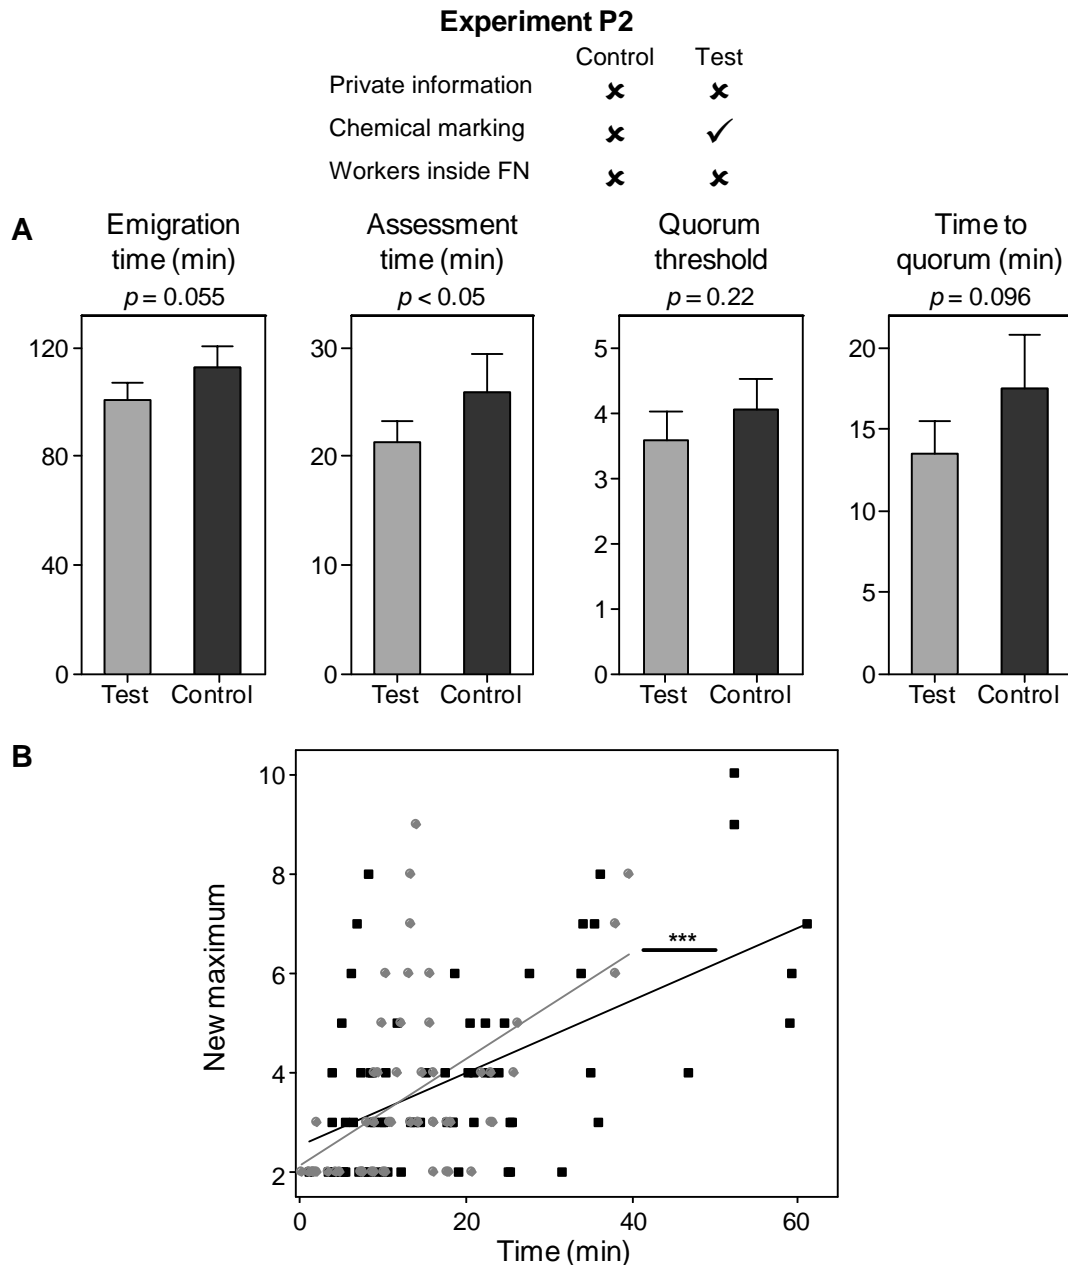 Experiment P2
Control Test
Private information ✘ ✘
Chemical marking ✘ ✓
Workers inside FN ✘ ✘
A
Emigration
time (min)
p = 0.055
Assessment
time (min)
p < 0.05
Quorum
threshold
p = 0.22
Time to
quorum (min)
p = 0.096
120
80
40
0
Test Control
30
20
10
0
Test Control
5
4
3
2
1
0
Test Control
20
15
10
5
0
Test Control
B
New maximum
10
8
6
4
2
***
0 20 40 60
Time (min)